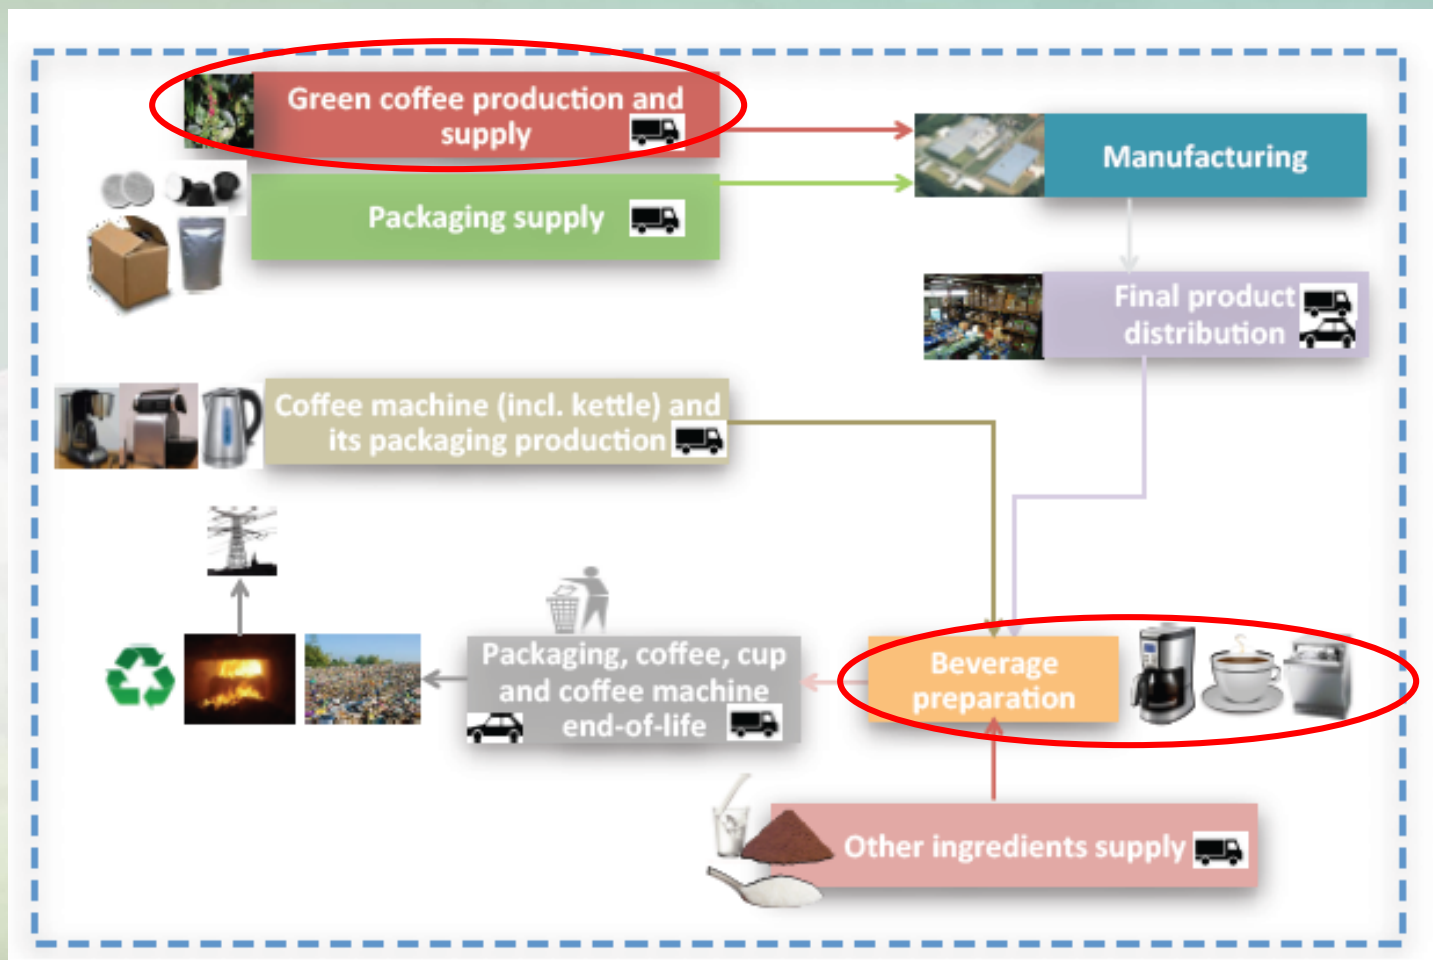 Green coffee production and
supply
Manufacturing
Packaging supply
Final product
distribution
Coffee machine (incl. kettle) and
its packaging production
Packaging, coffee, cup
and coffee machine
end-of-life
Beverage
preparation
Other ingredients supply